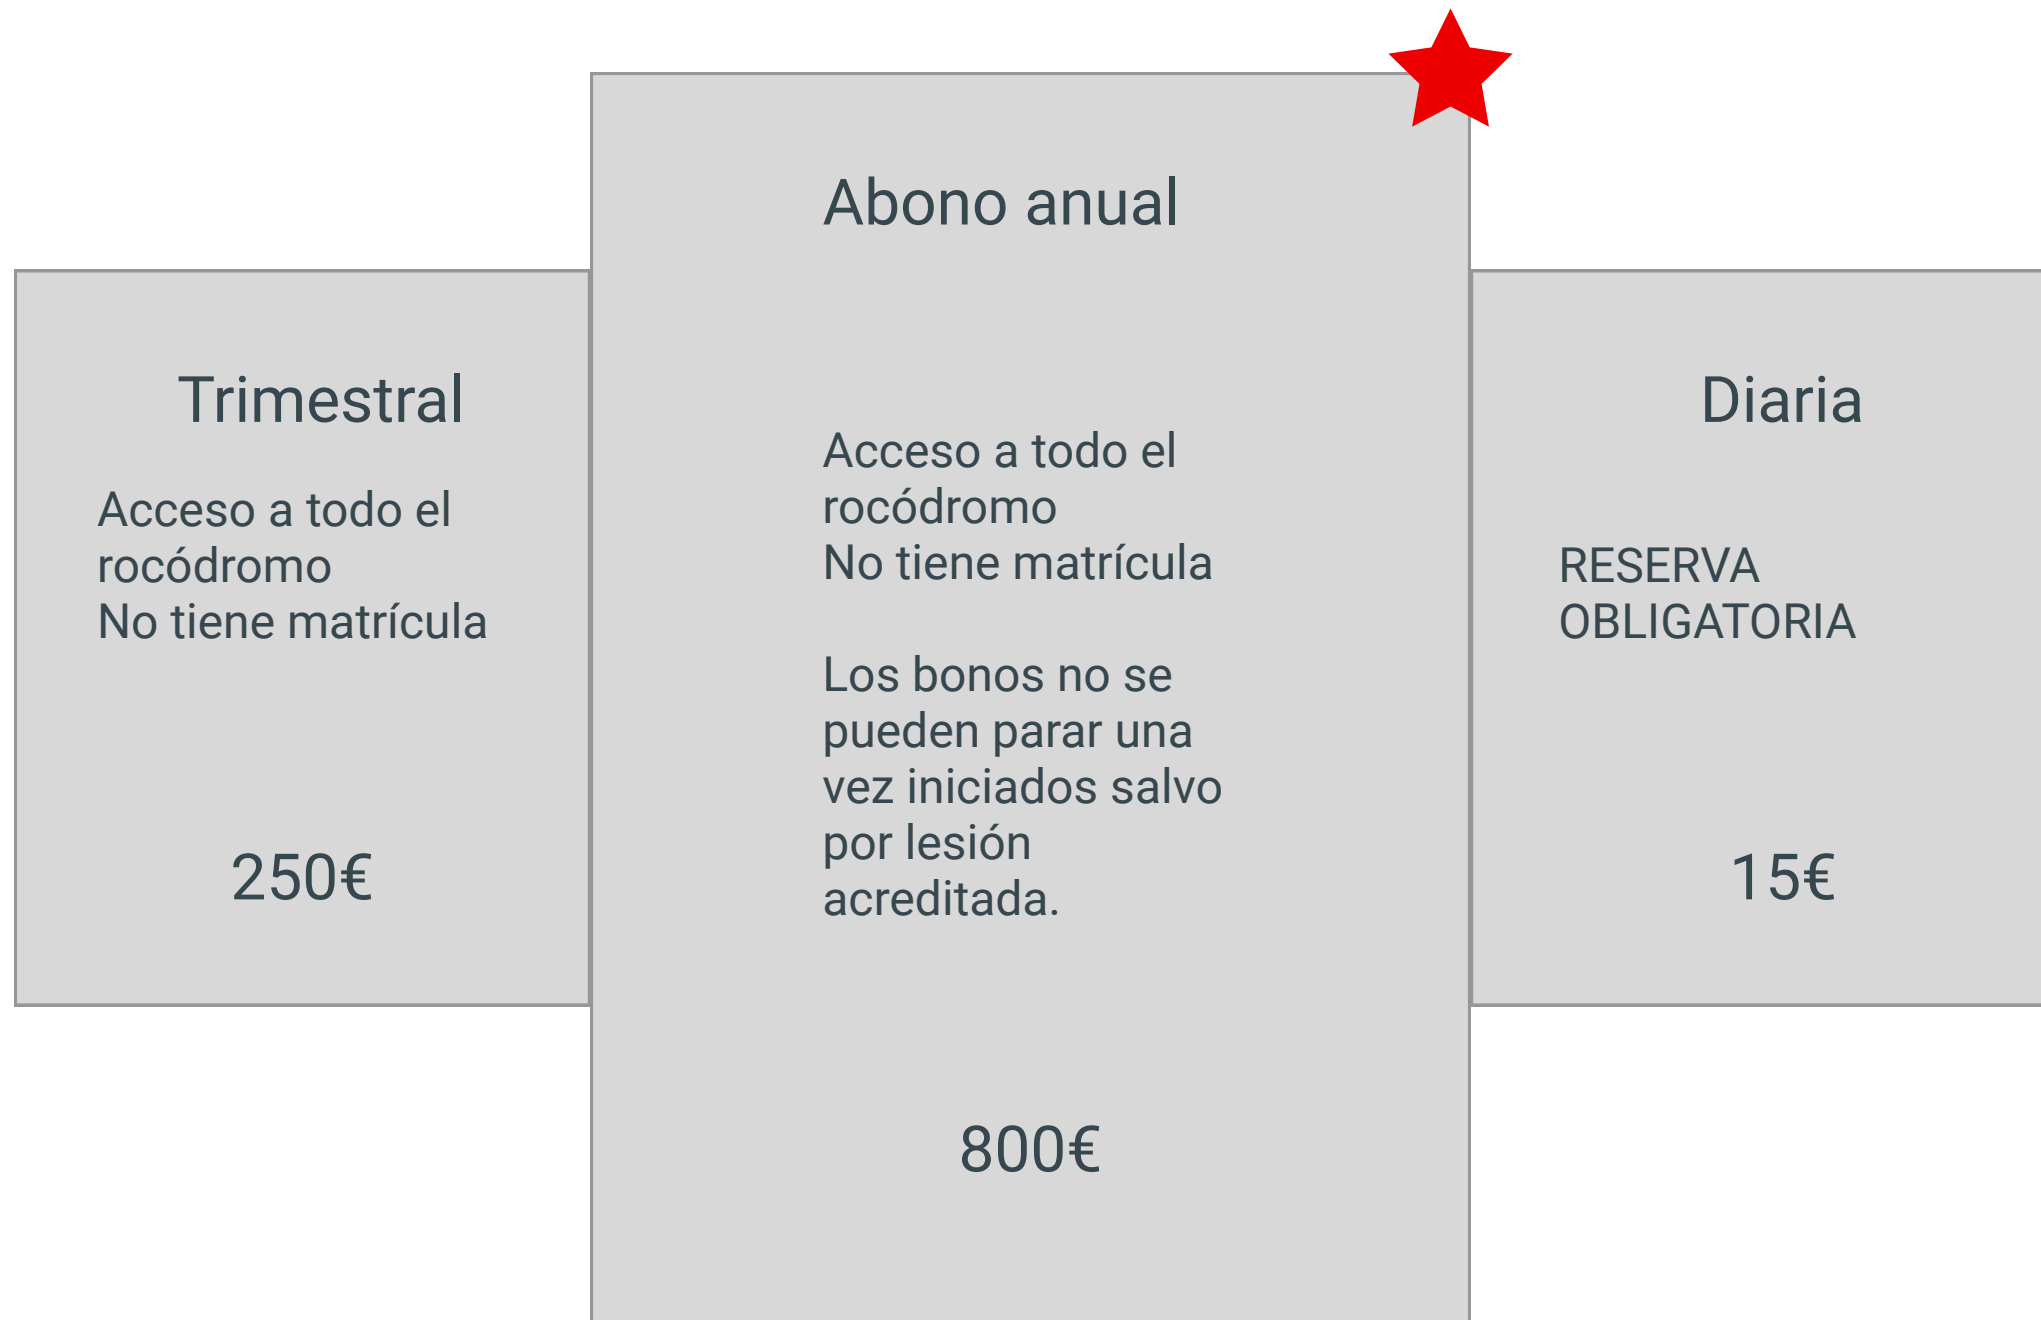 Trimestral
Acceso a todo el
rocódromo
No tiene matrícula
250€
Abono anual
Acceso a todo el
rocódromo
No tiene matrícula
Los bonos no se
pueden parar una
vez iniciados salvo
por lesión
acreditada.
800€
Diaria
RESERVA
OBLIGATORIA
15€